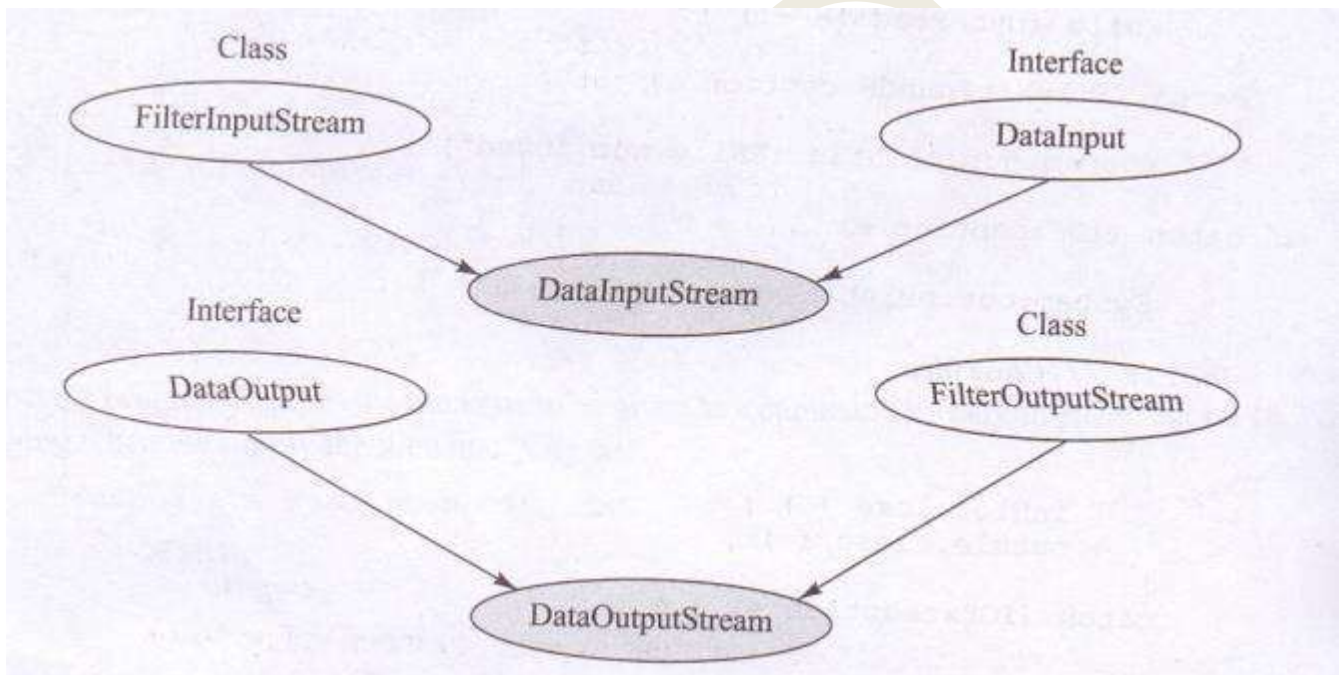 Class
Interface
FilterInputStream
DataInput
DataInputStream
Interface
Class
DataOutput
FilterOutputStream
DataOutputStream